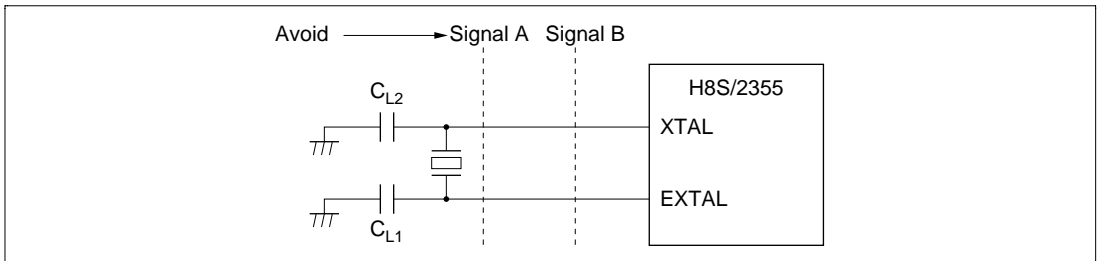 Avoid Signal A Signal B
H8S/2355
CL2
XTAL
EXTAL
CL1